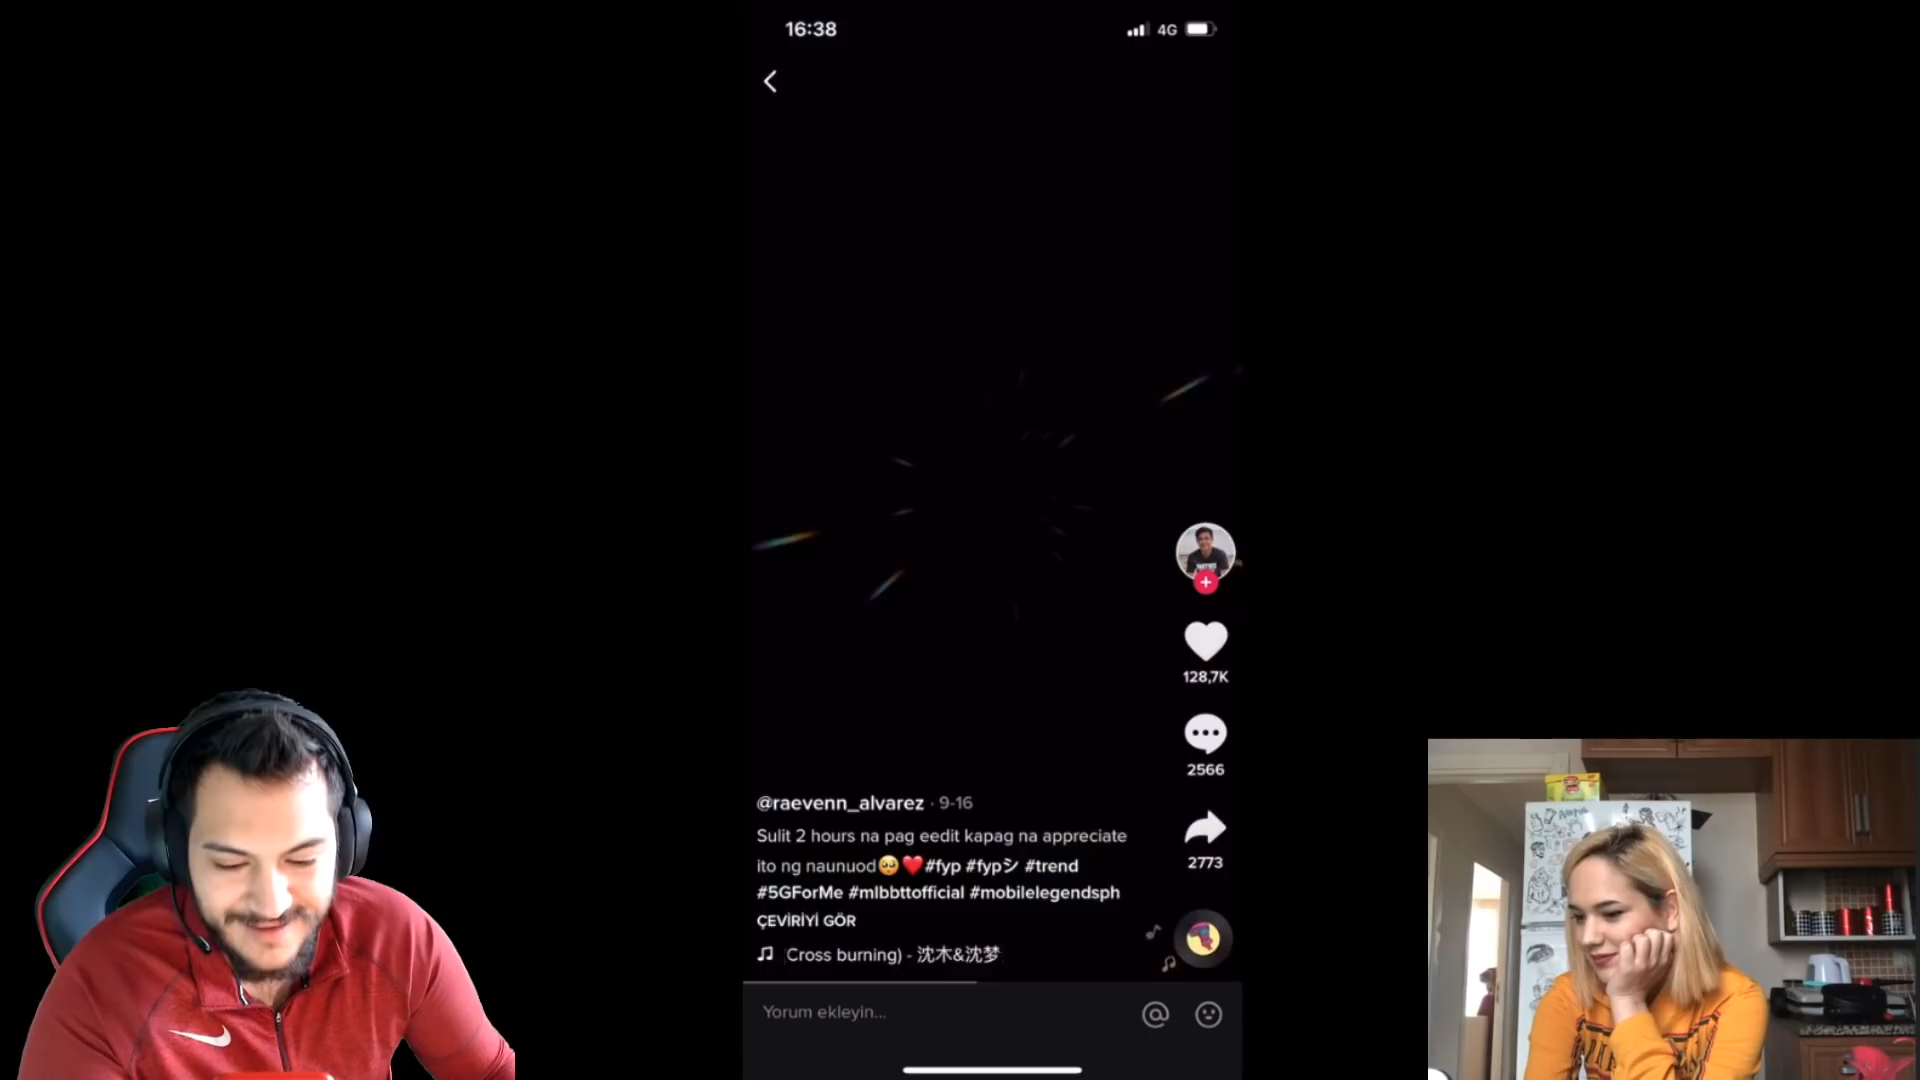 16:38
4G
128,7K
2566
2773
@raevenn_alvarez · 9-16
Sulit 2 hours na pag eedit kapag na appreciate
ito ng naunuod🥺❤️#fyp #fypシ #trend
#5GForMe #mlbbttofficial #mobilelegendsph
ÇEVİRİYİ GÖR
(Cross burning) - 沈木&沈梦
Yorum ekleyin...